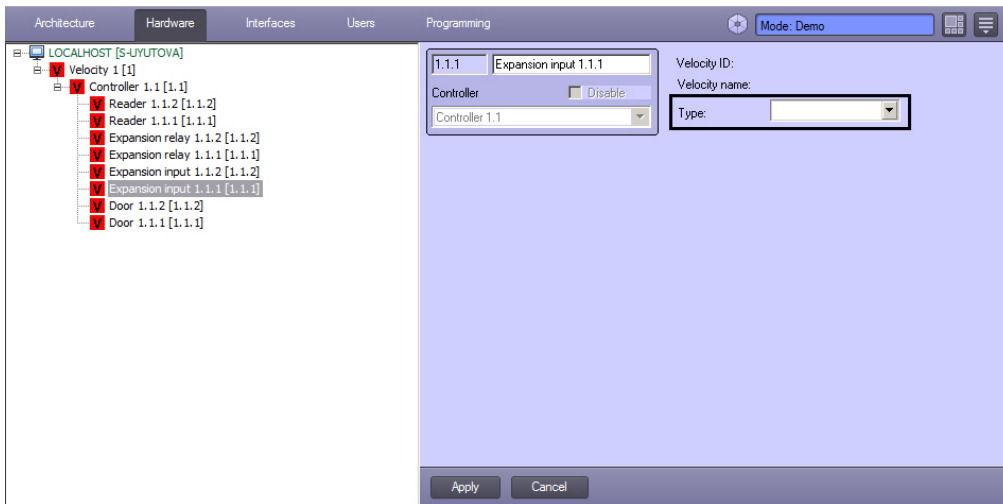 Architecture Hardware Interfaces Users Programming Mode: Demo
LOCALHOST [S-UYUTOVA]
V Velocity 1 [1]
V Controller 1.1 [1.1]
V Reader 1.1.2 [1.1.2]
V Reader 1.1.1 [1.1.1]
V Expansion relay 1.1.2 [1.1.2]
V Expansion relay 1.1.1 [1.1.1]
V Expansion input 1.1.2 [1.1.2]
V Expansion input 1.1.1 [1.1.1]
V Door 1.1.2 [1.1.2]
V Door 1.1.1 [1.1.1]
1.1.1 Expansion input 1.1.1
Controller Disable
Controller 1.1
Velocity ID:
Velocity name:
Type:
Apply Cancel